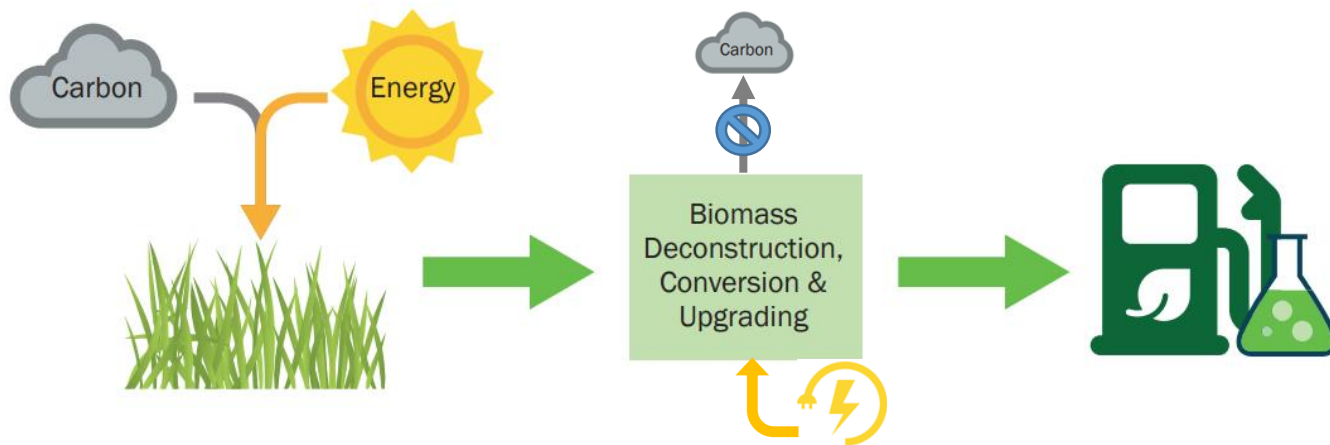 Carbon
Energy
Carbon
Biomass
Deconstruction,
Conversion &
Upgrading